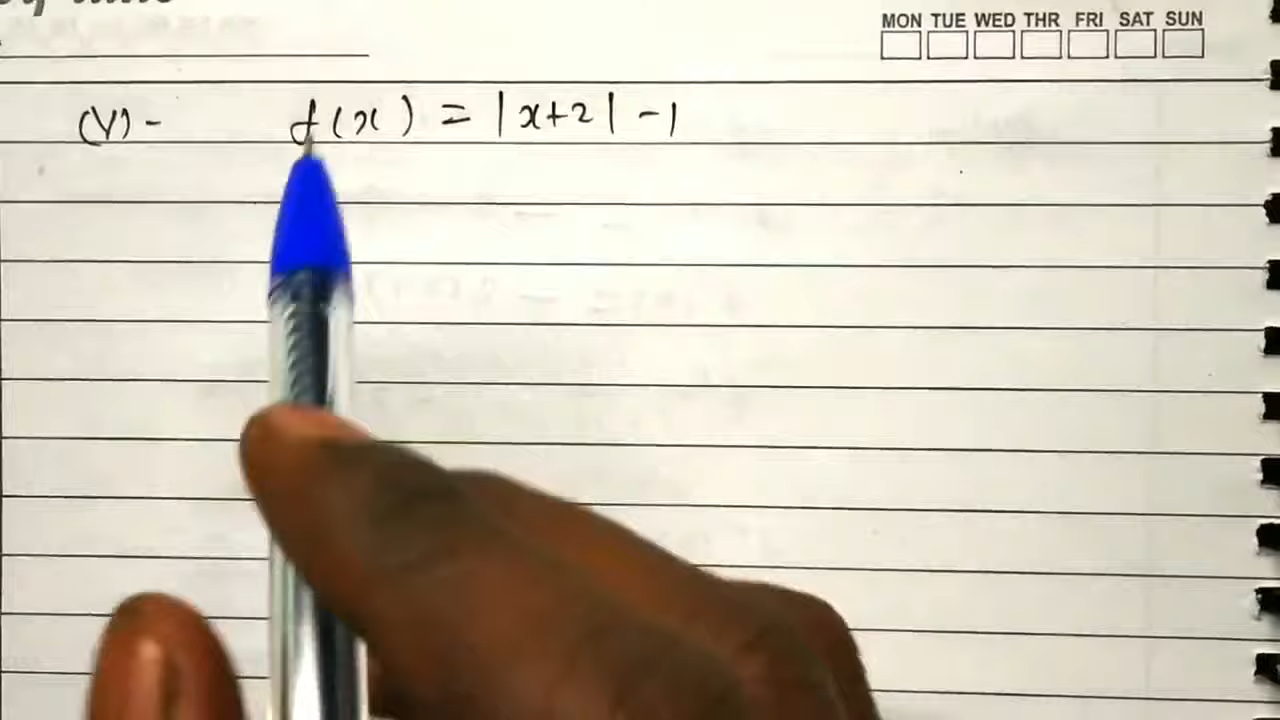 MON TUE WED THR FRI SAT SUN
(V) - f(x) = |x+2| -1